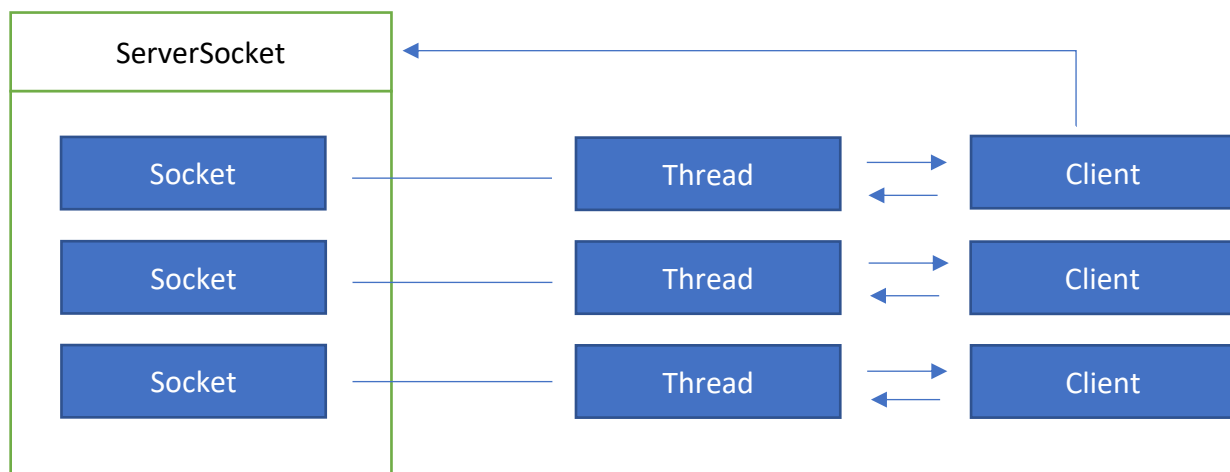 ServerSocket
Socket
Thread
Client
Socket
Thread
Client
Socket
Thread
Client